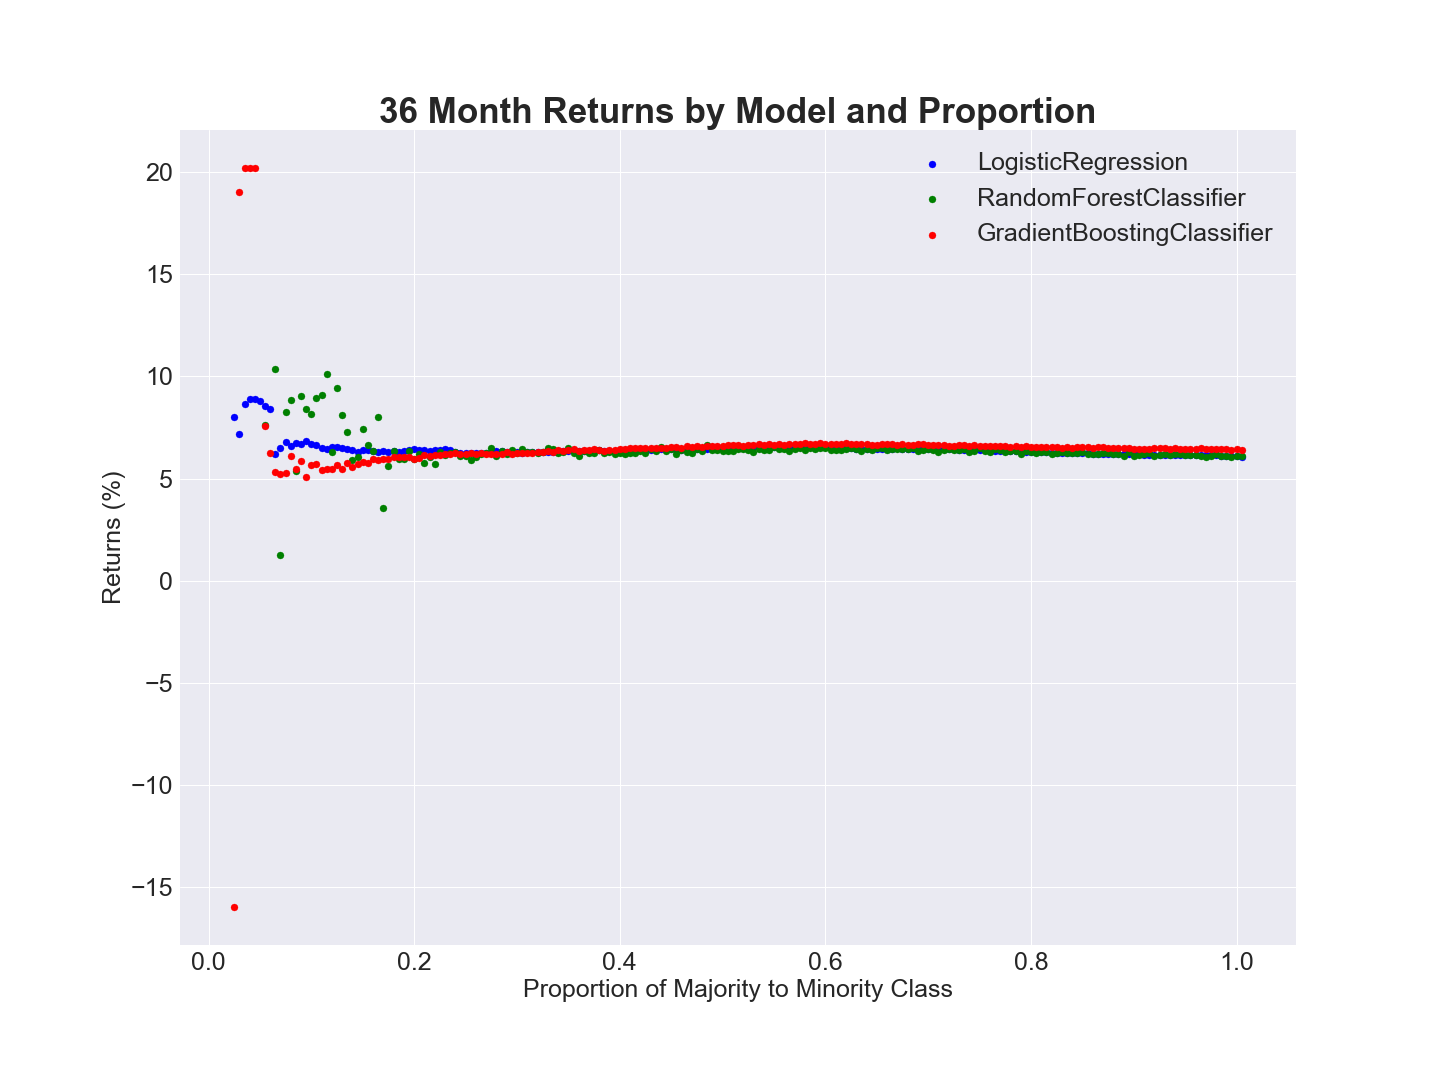 36 Month Returns by Model and Proportion
LogisticRegression
RandomForestClassifier
GradientBoostingClassifier
Returns (%)
20
15
10
5
0
−5
−10
−15
0.0 0.2 0.4 0.6 0.8 1.0
Proportion of Majority to Minority Class